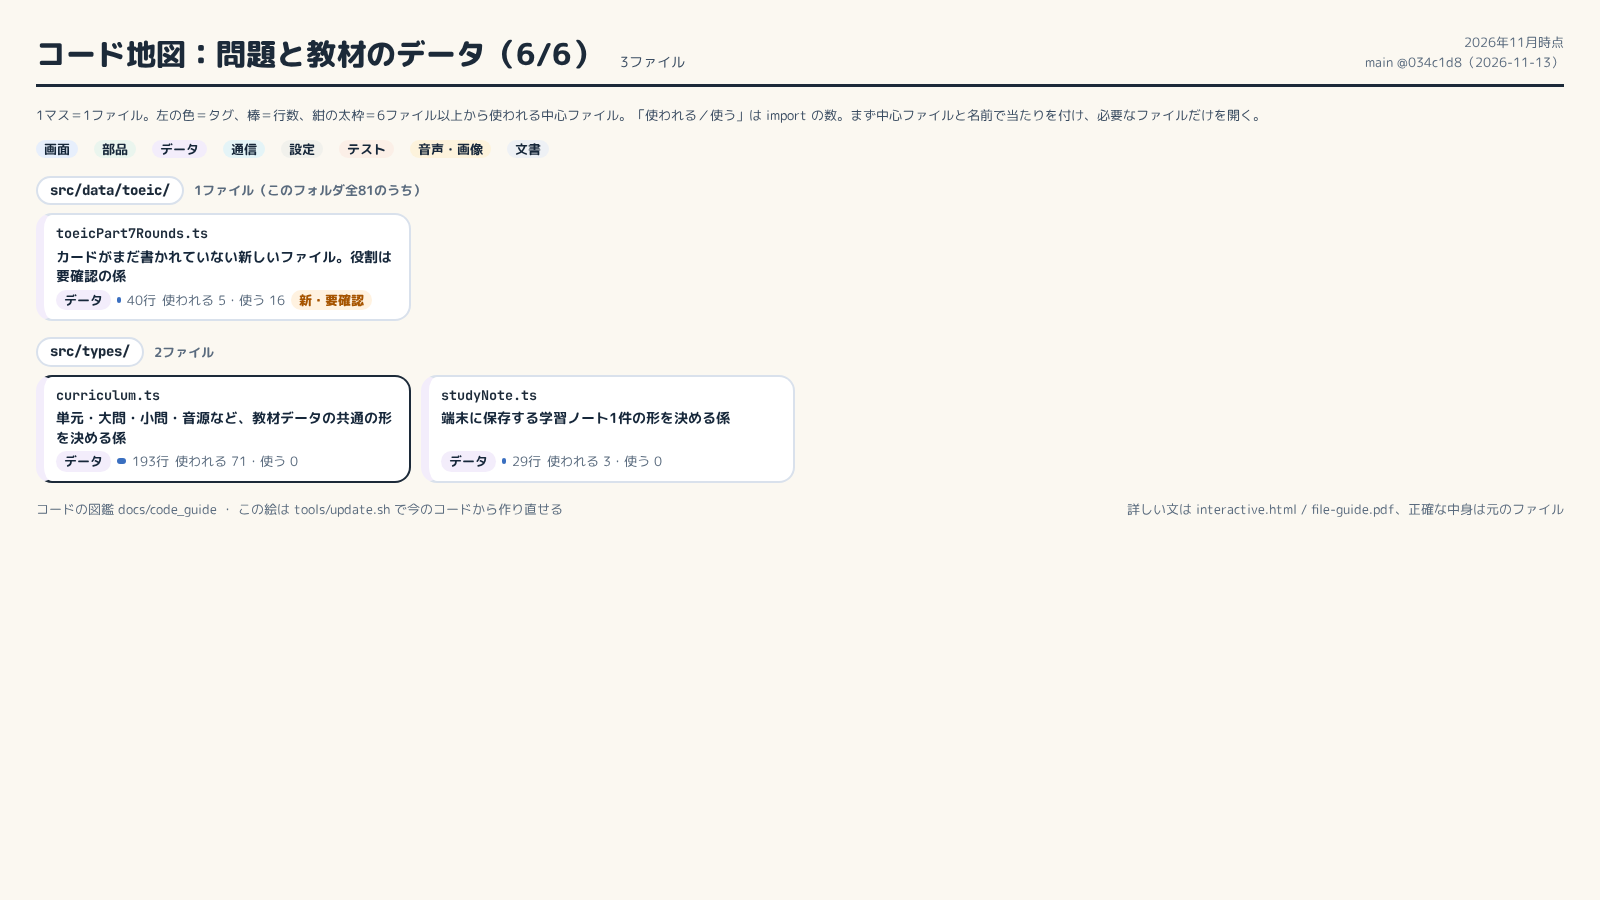 コード地図：問題と教材のデータ（6/6）
3ファイル
2026年11月時点
main @034c1d8（2026-11-13）
1マス＝1ファイル。左の色＝タグ、棒＝行数、紺の太枠＝6ファイル以上から使われる中心ファイル。「使われる／使う」は import の数。まず中心ファイルと名前で当たりを付け、必要なファイルだけを開く。
画面 部品 データ 通信 設定 テスト 音声・画像 文書
src/data/toeic/ 1ファイル（このフォルダ全81のうち）
toeicPart7Rounds.ts
カードがまだ書かれていない新しいファイル。役割は
要確認の係
データ 40行 使われる 5・使う 16 新・要確認
src/types/ 2ファイル
curriculum.ts
単元・大問・小問・音源など、教材データの共通の形
を決める係
データ 193行 使われる 71・使う 0
studyNote.ts
端末に保存する学習ノート1件の形を決める係
データ 29行 使われる 3・使う 0
コードの図鑑 docs/code_guide ・ この絵は tools/update.sh で今のコードから作り直せる
詳しい文は interactive.html / file-guide.pdf、正確な中身は元のファイル